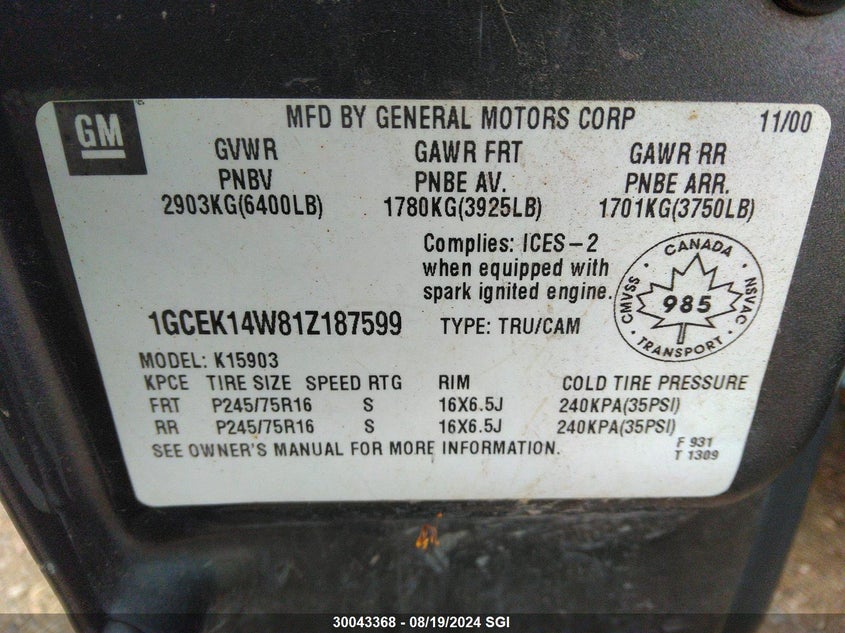 GM
MFD BY GENERAL MOTORS CORP 11/00
GVWR GAWR FRT GAWR RR
PNBV PNBE AV. PNBE ARR.
2903KG(6400LB) 1780KG(3925LB) 1701KG(3750LB)
Complies: ICES-2
when equipped with
spark ignited engine.
CANADA
CMVSS 985 NSVAC
TRANSPORT
1GCEK14W81Z187599 TYPE: TRU/CAM
MODEL: K15903
KPCE TIRE SIZE SPEED RTG RIM COLD TIRE PRESSURE
FRT P245/75R16 S 16X6.5J 240KPA(35PSI)
RR P245/75R16 S 16X6.5J 240KPA(35PSI)
SEE OWNER'S MANUAL FOR MORE INFORMATION.
F 931
T 1309
30043368 - 08/19/2024 SGI